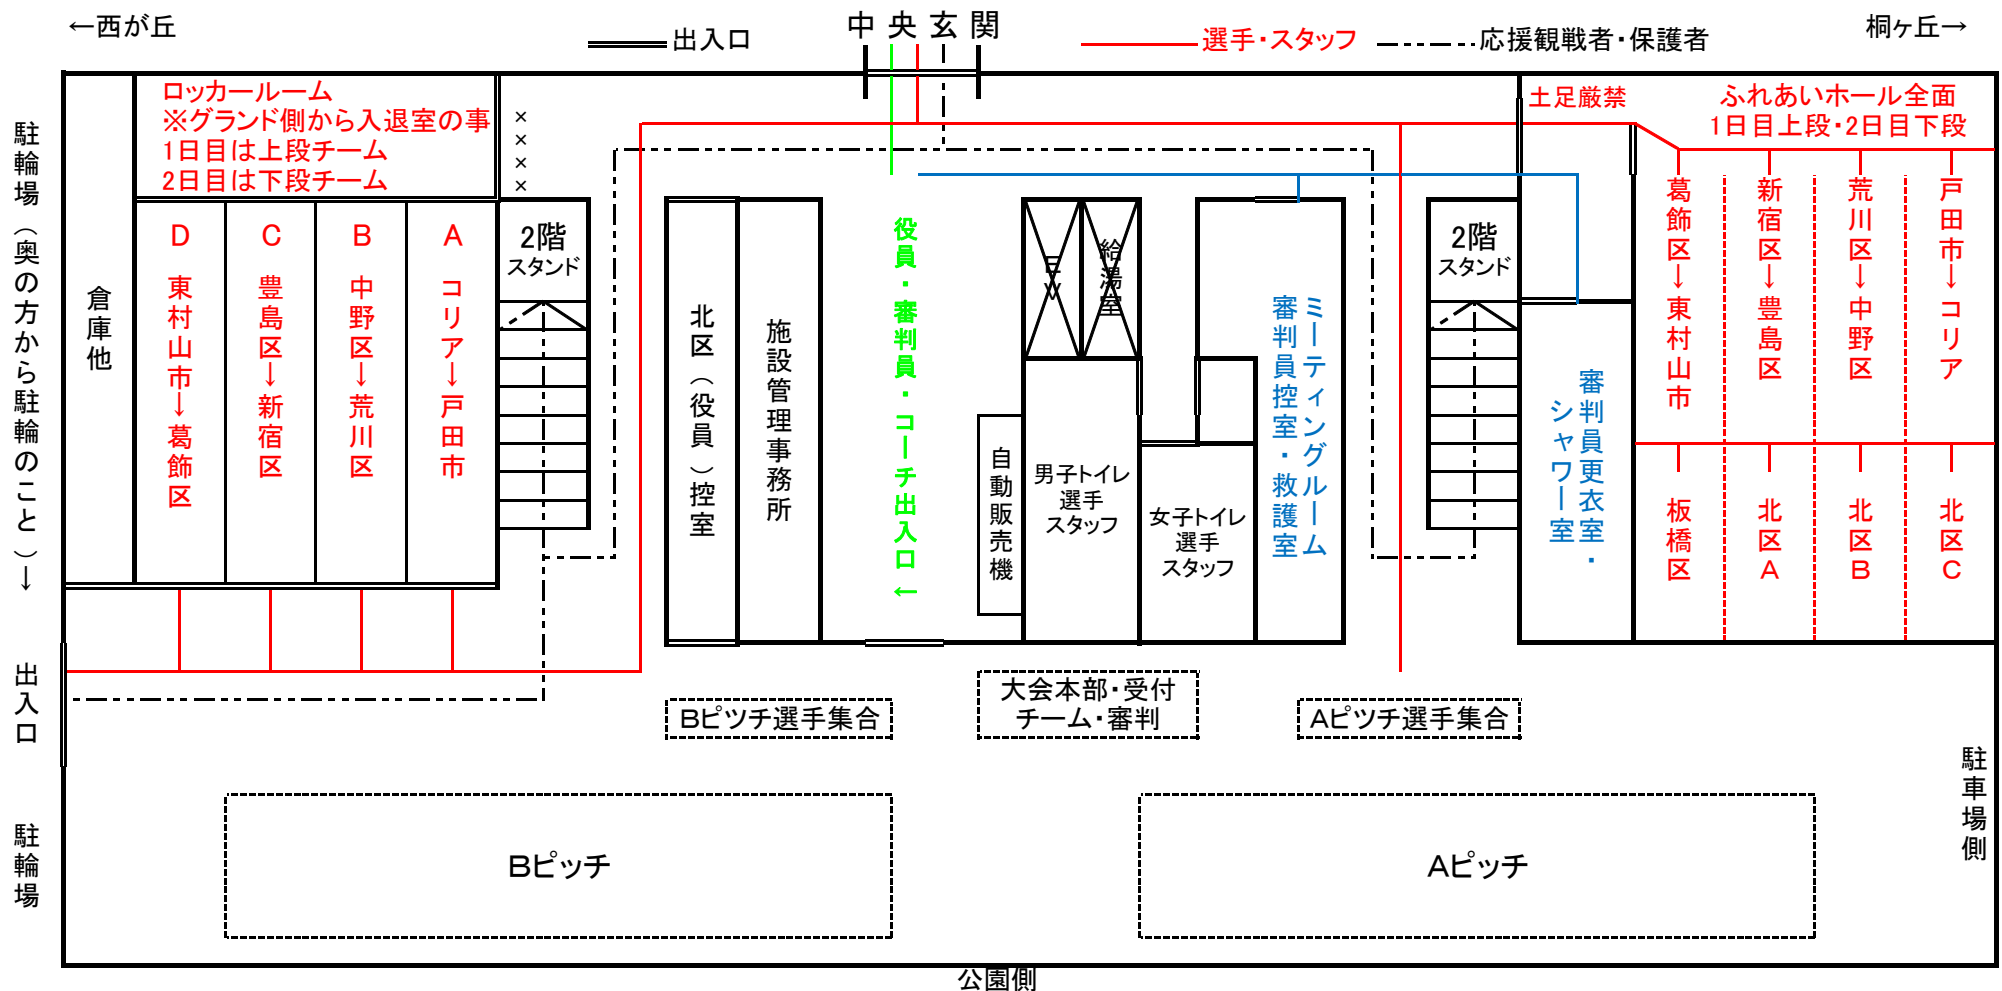 ←西が丘
出入口
中央玄関
選手・スタッフ
応援観戦者・保護者
桐ヶ丘→
駐輪場（奥の方から駐輪のこと）→
出入口
駐輪場
ロッカールーム
※グランド側から入退室の事
1日目は上段チーム
2日目は下段チーム
××××
倉庫他
D 東村山市→葛飾区
C 豊島区→新宿区
B 中野区→荒川区
A コリア→戸田市
2階
スタンド
北区（役員）控室
施設管理事務所
役員・審判員・コーチ出入口←
EV
給湯室
自動販売機
男子トイレ
選手
スタッフ
女子トイレ
選手
スタッフ
ミーティングルーム
審判員控室・救護室
2階
スタンド
土足厳禁
審判員更衣室・
シャワー室
ふれあいホール全面
1日目上段・2日目下段
葛飾区→東村山市
新宿区→豊島区
荒川区→中野区
戸田市→コリア
板橋区
北区A
北区B
北区C
Bピツチ選手集合
大会本部・受付
チーム・審判
Aピツチ選手集合
Bピッチ
Aピッチ
駐車場側
公園側